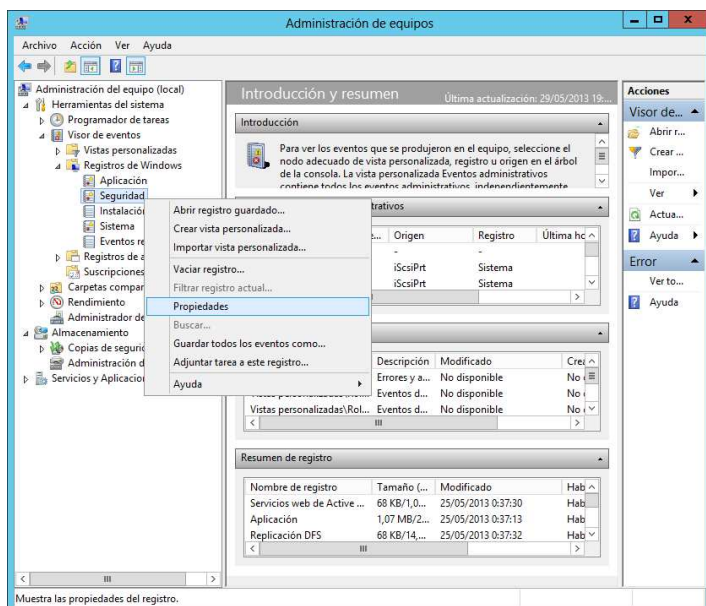 Administración de equipos
Archivo Acción Ver Ayuda
Administración del equipo (local)
Herramientas del sistema
Programador de tareas
Visor de eventos
Vistas personalizadas
Registros de Windows
Aplicación
Seguridad
Instalació
Sistema
Eventos re
Registros de a
Suscripciones
Carpetas compar
Rendimiento
Administrador de
Almacenamiento
Copias de seguric
Administración d
Servicios y Aplicacion
Abrir registro guardado...
Crear vista personalizada...
Importar vista personalizada...
Vaciar registro...
Filtrar registro actual...
Propiedades
Buscar...
Guardar todos los eventos como...
Adjuntar tarea a este registro...
Ayuda
Introducción y resumen Última actualización: 29/05/2013 19:...
Introducción
Para ver los eventos que se produjeron en el equipo, seleccione el
nodo adecuado de vista personalizada, registro u origen en el árbol
de la consola. La vista personalizada Eventos administrativos
contiene todos los eventos administrativos, independientemente
trativos
... Origen Registro Última ho
- -
iScsiPrt Sistema
iScsiPrt Sistema
Descripción Modificado Crea
Errores y a... No disponible No
Eventos d... No disponible No
Vistas personalizadas\Rol... Eventos d... No disponible No
Resumen de registro
Nombre de registro Tamaño (... Modificado Hab
Servicios web de Active ... 68 KB/1,0... 25/05/2013 0:37:30 Hab
Aplicación 1,07 MB/2... 25/05/2013 0:37:13 Hab
Replicación DFS 68 KB/14,... 25/05/2013 0:37:32 Hab
Acciones
Visor de...
Abrir r...
Crear ...
Impor...
Ver
Actua...
Ayuda
Error
Ver to...
Ayuda
Muestra las propiedades del registro.